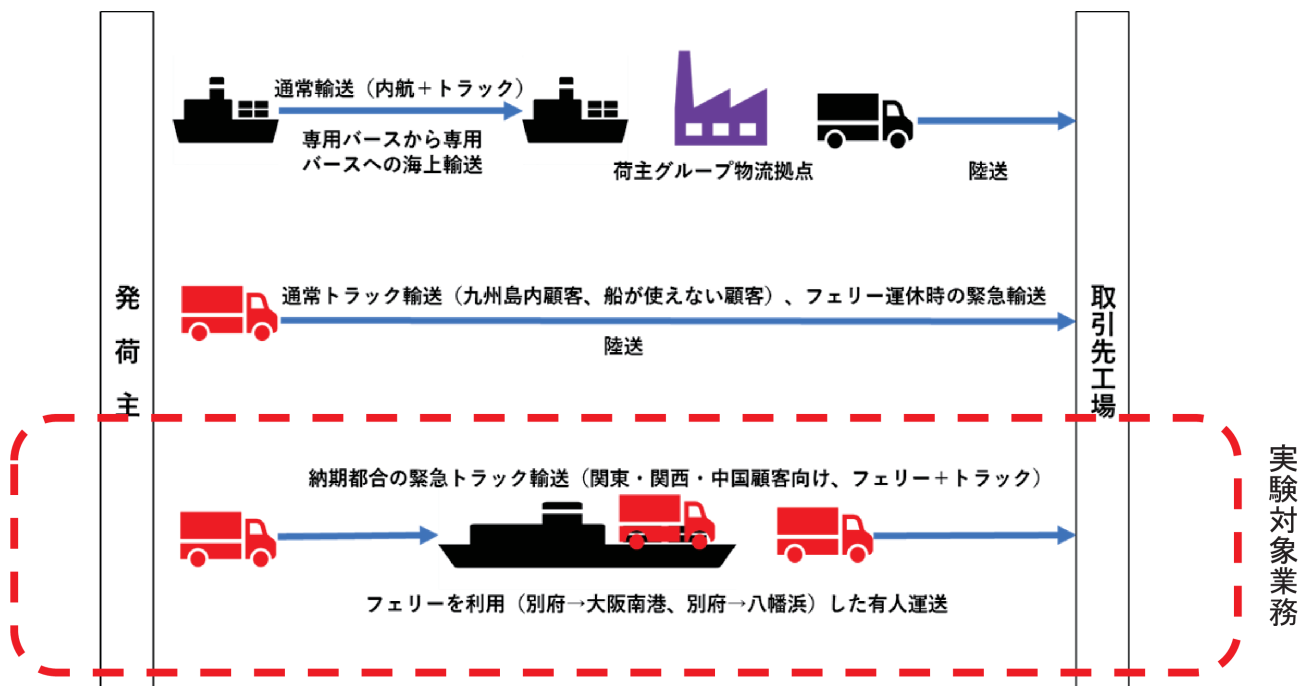 通常輸送（内航＋トラック）
専用バースから専用
バースへの海上輸送
荷主グループ物流拠点
陸送
発荷主
通常トラック輸送（九州島内顧客、船が使えない顧客）、フェリー運休時の緊急輸送
陸送
取引先工場
納期都合の緊急トラック輸送（関東・関西・中国顧客向け、フェリー＋トラック）
フェリーを利用（別府→大阪南港、別府→八幡浜）した有人運送
実験対象業務